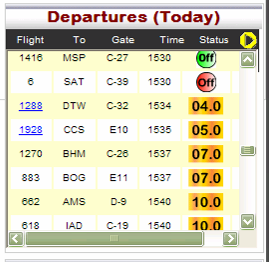 Departures (Today)
Flight To Gate Time Status
1416 MSP C-27 1530 Off
6 SAT C-39 1530 Off
1288 DTW C-32 1534 04.0
1928 CCS E10 1535 05.0
1270 BHM C-26 1537 07.0
883 BOG E11 1537 07.0
662 AMS D-9 1540 10.0
618 IAD C-19 1540 10.0